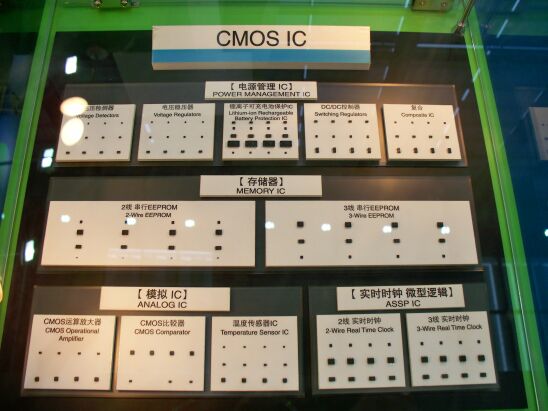 CMOS IC
【 电源管理 IC】
POWER MANAGEMENT IC
电压检测器
Voltage Detectors
电压稳压器
Voltage Regulators
锂离子可充电池保护IC
Lithium-ion Rechargeable
Battery Protection IC
DC/DC控制器
Switching Regulators
复合
Composite IC
【 存储器】
MEMORY IC
2线 串行EEPROM
2-Wire EEPROM
3线 串行EEPROM
3-Wire EEPROM
【 模拟 IC】
ANALOG IC
CMOS运算放大器
CMOS Operational
Amplifier
CMOS比较器
CMOS Comparator
温度传感器IC
Temperature Sensor IC
【 实时时钟 微型逻辑】
ASSP IC
2线 实时时钟
2-Wire Real Time Clock
3线 实时时钟
3-Wire Real Time Clock